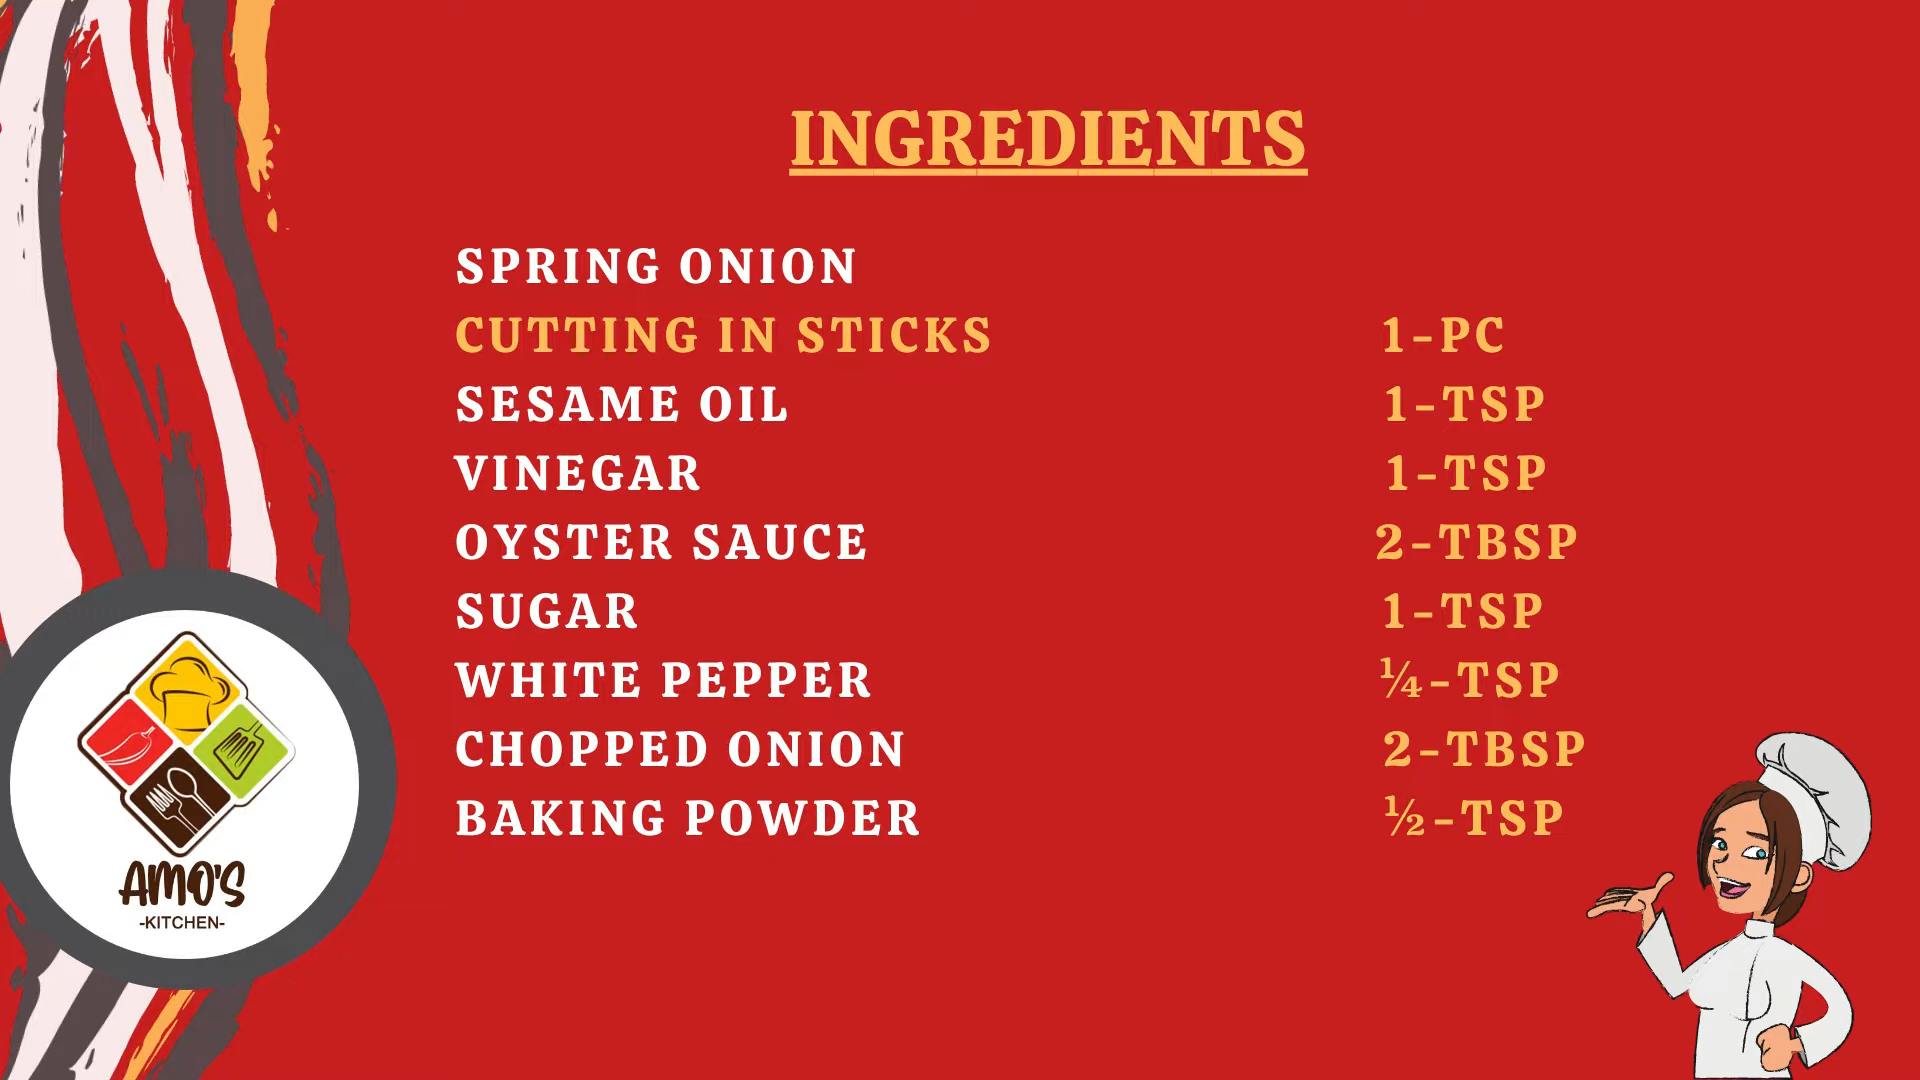 INGREDIENTS
SPRING ONION
CUTTING IN STICKS 1-PC
SESAME OIL 1-TSP
VINEGAR 1-TSP
OYSTER SAUCE 2-TBSP
SUGAR 1-TSP
WHITE PEPPER ¼-TSP
CHOPPED ONION 2-TBSP
BAKING POWDER ½-TSP
AMO'S
-KITCHEN-